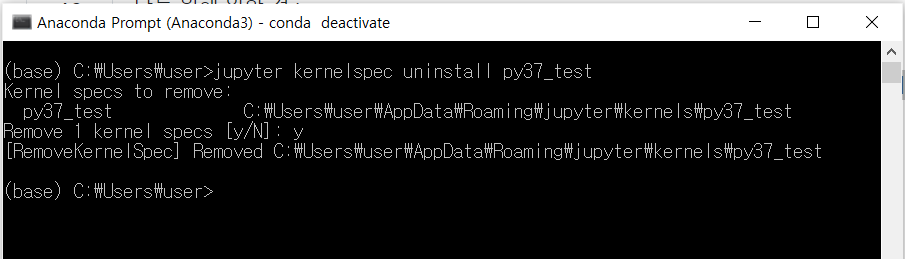 Anaconda Prompt (Anaconda3) - conda  deactivate
(base) C:₩Users₩user>jupyter kernelspec uninstall py37_test
Kernel specs to remove:
  py37_test             C:₩Users₩user₩AppData₩Roaming₩jupyter₩kernels₩py37_test
Remove 1 kernel specs [y/N]: y
[RemoveKernelSpec] Removed C:₩Users₩user₩AppData₩Roaming₩jupyter₩kernels₩py37_test
(base) C:₩Users₩user>